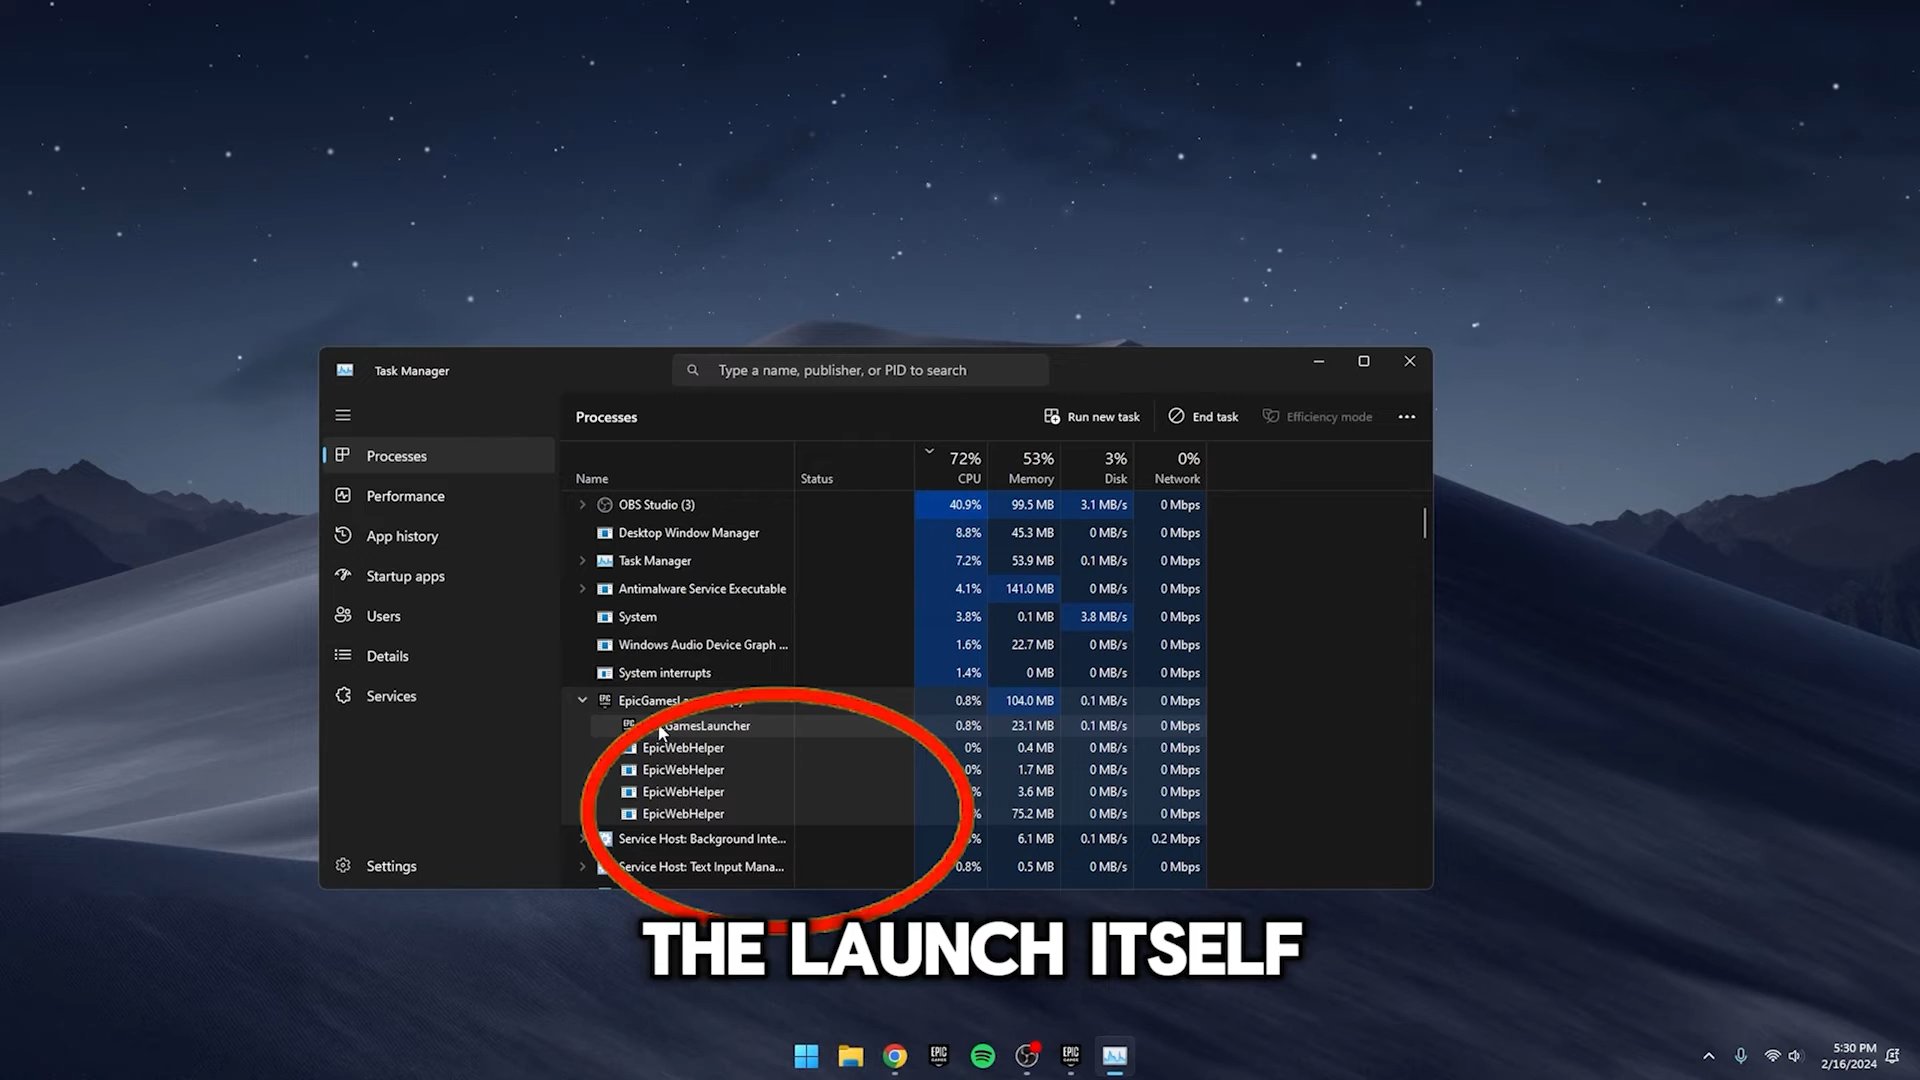 Task Manager
Type a name, publisher, or PID to search
Processes
Run new task
End task
Efficiency mode
Processes
Performance
App history
Startup apps
Users
Details
Services
Settings
72% 53% 3% 0%
Name Status CPU Memory Disk Network
OBS Studio (3) 40.9% 99.5 MB 3.1 MB/s 0 Mbps
Desktop Window Manager 8.8% 45.3 MB 0 MB/s 0 Mbps
Task Manager 7.2% 53.9 MB 0.1 MB/s 0 Mbps
Antimalware Service Executable 4.1% 141.0 MB 0 MB/s 0 Mbps
System 3.8% 0.1 MB 3.8 MB/s 0 Mbps
Windows Audio Device Graph ... 1.6% 22.7 MB 0 MB/s 0 Mbps
System interrupts 1.4% 0 MB 0 MB/s 0 Mbps
0.8% 104.0 MB 0.1 MB/s 0 Mbps
GamesLauncher 0.8% 23.1 MB 0.1 MB/s 0 Mbps
EpicWebHelper 0% 0.4 MB 0 MB/s 0 Mbps
EpicWebHelper 0% 1.7 MB 0 MB/s 0 Mbps
EpicWebHelper 3.6 MB 0 MB/s 0 Mbps
EpicWebHelper 75.2 MB 0 MB/s 0 Mbps
Service Host: Background Inte... 6.1 MB 0.1 MB/s 0.2 Mbps
Service Host: Text Input Mana... 0.8% 0.5 MB 0 MB/s 0 Mbps
THE LAUNCH ITSELF
EPIC GAMES
EPIC GAMES
5:30 PM
2/16/2024